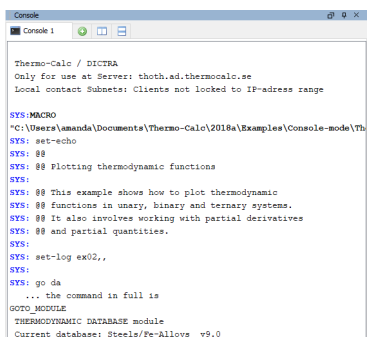 Console
Console 1
Thermo-Calc / DICTRA
Only for use at Server: thoth.ad.thermocalc.se
Local contact Subnets: Clients not locked to IP-adress range
SYS:MACRO
"C:\Users\amanda\Documents\Thermo-Calc\2018a\Examples\Console-mode\Th
SYS: set-echo
SYS: @@
SYS: @@ Plotting thermodynamic functions
SYS:
SYS: @@ This example shows how to plot thermodynamic
SYS: @@ functions in unary, binary and ternary systems.
SYS: @@ It also involves working with partial derivatives
SYS: @@ and partial quantities.
SYS:
SYS: set-log ex02,,
SYS:
SYS: go da
... the command in full is
GOTO_MODULE
THERMODYNAMIC DATABASE module
Current database: Steels/Fe-Alloys v9.0